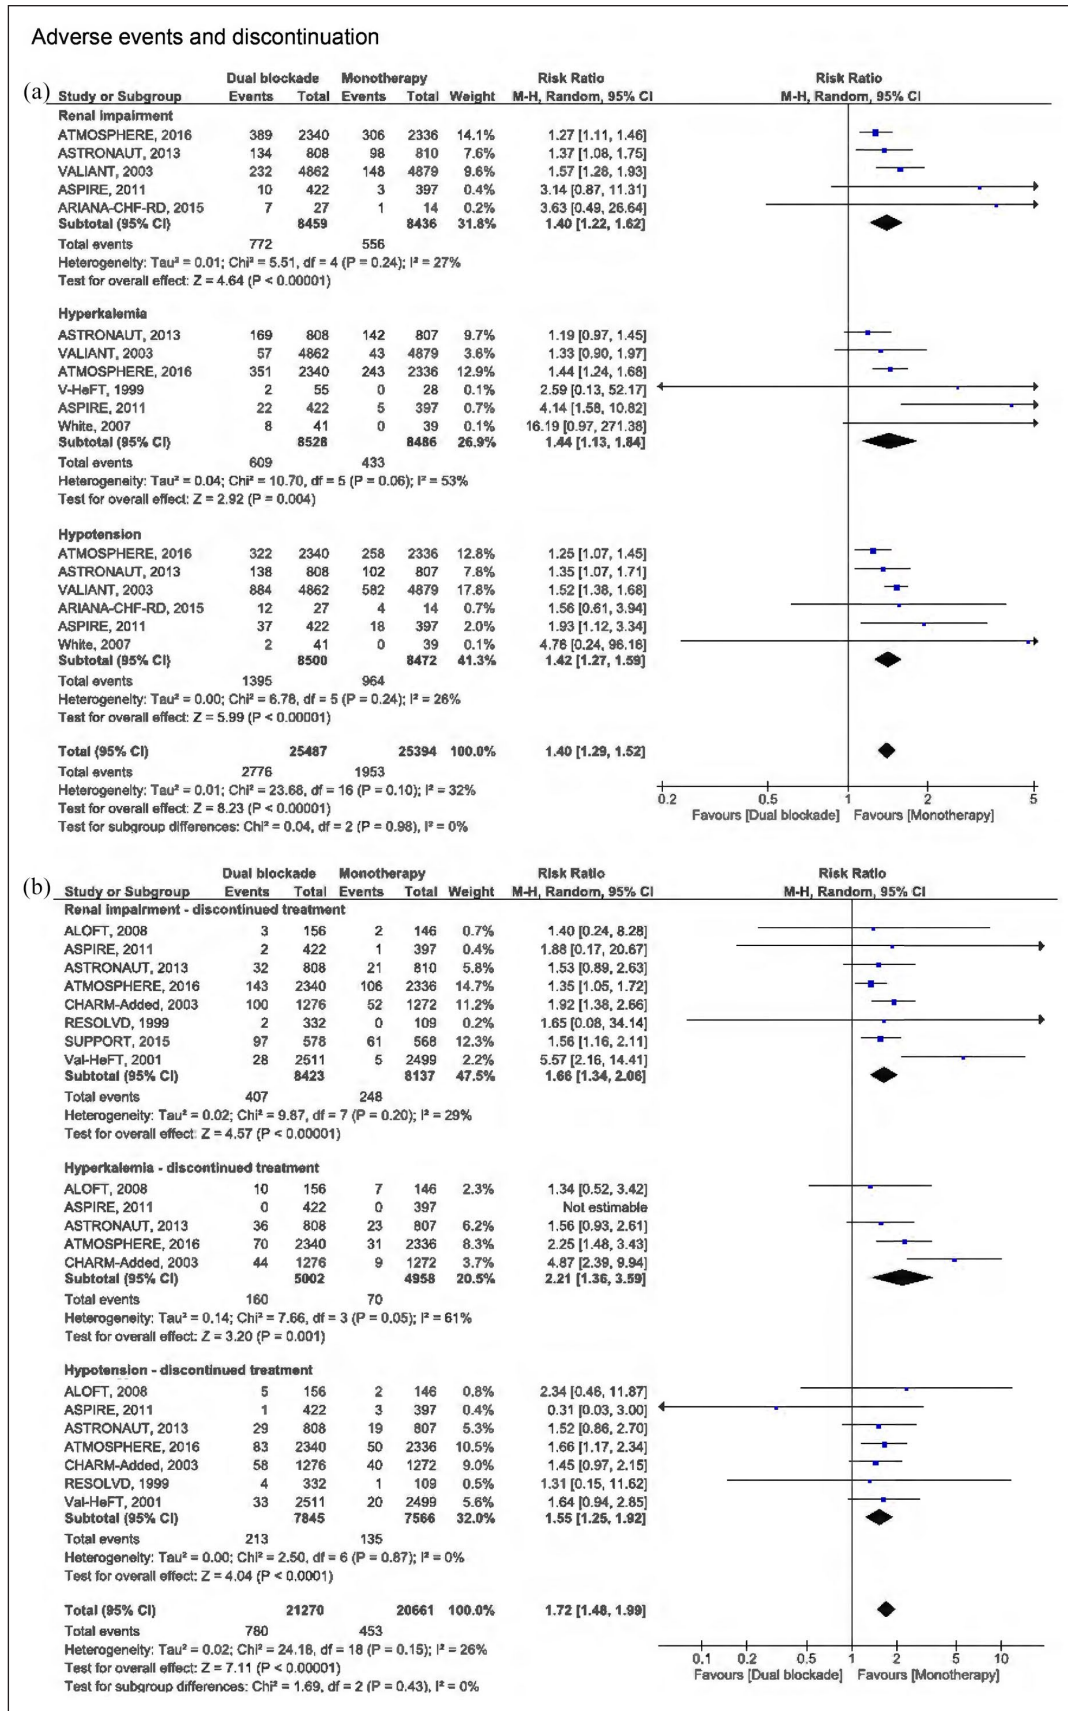 Adverse events and discontinuation
(a)
Dual blockade Monotherapy Risk Ratio Risk Ratio
Study or Subgroup Events Total Events Total Weight M-H, Random, 95% CI M-H, Random, 95% CI
Renal impairment
ATMOSPHERE, 2016 389 2340 306 2336 14.1% 1.27 [1.11, 1.46]
ASTRONAUT, 2013 134 808 98 810 7.6% 1.37 [1.08, 1.75]
VALIANT, 2003 232 4862 148 4879 9.6% 1.57 [1.28, 1.93]
ASPIRE, 2011 10 422 3 397 0.4% 3.14 [0.87, 11.31]
ARIANA-CHF-RD, 2015 7 27 1 14 0.2% 3.63 [0.49, 26.64]
Subtotal (95% CI) 8459 8436 31.8% 1.40 [1.22, 1.62]
Total events 772 556
Heterogeneity: Tau² = 0.01; Chi² = 5.51, df = 4 (P = 0.24); I² = 27%
Test for overall effect: Z = 4.64 (P < 0.00001)
Hyperkalemia
ASTRONAUT, 2013 169 808 142 807 9.7% 1.19 [0.97, 1.45]
VALIANT, 2003 57 4862 43 4879 3.6% 1.33 [0.90, 1.97]
ATMOSPHERE, 2016 351 2340 243 2336 12.9% 1.44 [1.24, 1.68]
V-HeFT, 1999 2 55 0 28 0.1% 2.59 [0.13, 52.17]
ASPIRE, 2011 22 422 5 397 0.7% 4.14 [1.58, 10.82]
White, 2007 8 41 0 39 0.1% 16.19 [0.97, 271.38]
Subtotal (95% CI) 8528 8486 26.9% 1.44 [1.13, 1.84]
Total events 609 433
Heterogeneity: Tau² = 0.04; Chi² = 10.70, df = 5 (P = 0.06); I² = 53%
Test for overall effect: Z = 2.92 (P = 0.004)
Hypotension
ATMOSPHERE, 2016 322 2340 258 2336 12.8% 1.25 [1.07, 1.45]
ASTRONAUT, 2013 138 808 102 807 7.8% 1.35 [1.07, 1.71]
VALIANT, 2003 884 4862 582 4879 17.8% 1.52 [1.38, 1.68]
ARIANA-CHF-RD, 2015 12 27 4 14 0.7% 1.56 [0.61, 3.94]
ASPIRE, 2011 37 422 18 397 2.0% 1.93 [1.12, 3.34]
White, 2007 2 41 0 39 0.1% 4.76 [0.24, 96.16]
Subtotal (95% CI) 8500 8472 41.3% 1.42 [1.27, 1.59]
Total events 1395 964
Heterogeneity: Tau² = 0.00; Chi² = 6.78, df = 5 (P = 0.24); I² = 26%
Test for overall effect: Z = 5.99 (P < 0.00001)
Total (95% CI) 25487 25394 100.0% 1.40 [1.29, 1.52]
Total events 2776 1953
Heterogeneity: Tau² = 0.01; Chi² = 23.68, df = 16 (P = 0.10); I² = 32%
Test for overall effect: Z = 8.23 (P < 0.00001)
Test for subgroup differences: Chi² = 0.04, df = 2 (P = 0.98), I² = 0%
0.2 0.5 1 2 5
Favours [Dual blockade] Favours [Monotherapy]
(b)
Dual blockade Monotherapy Risk Ratio Risk Ratio
Study or Subgroup Events Total Events Total Weight M-H, Random, 95% CI M-H, Random, 95% CI
Renal impairment - discontinued treatment
ALOFT, 2008 3 156 2 146 0.7% 1.40 [0.24, 8.28]
ASPIRE, 2011 2 422 1 397 0.4% 1.88 [0.17, 20.67]
ASTRONAUT, 2013 32 808 21 810 5.8% 1.53 [0.89, 2.63]
ATMOSPHERE, 2016 143 2340 106 2336 14.7% 1.35 [1.05, 1.72]
CHARM-Added, 2003 100 1276 52 1272 11.2% 1.92 [1.38, 2.66]
RESOLVD, 1999 2 332 0 109 0.2% 1.65 [0.08, 34.14]
SUPPORT, 2015 97 578 61 568 12.3% 1.56 [1.16, 2.11]
Val-HeFT, 2001 28 2511 5 2499 2.2% 5.57 [2.16, 14.41]
Subtotal (95% CI) 8423 8137 47.5% 1.66 [1.34, 2.06]
Total events 407 248
Heterogeneity: Tau² = 0.02; Chi² = 9.87, df = 7 (P = 0.20); I² = 29%
Test for overall effect: Z = 4.57 (P < 0.00001)
Hyperkalemia - discontinued treatment
ALOFT, 2008 10 156 7 146 2.3% 1.34 [0.52, 3.42]
ASPIRE, 2011 0 422 0 397 Not estimable
ASTRONAUT, 2013 36 808 23 807 6.2% 1.56 [0.93, 2.61]
ATMOSPHERE, 2016 70 2340 31 2336 8.3% 2.25 [1.48, 3.43]
CHARM-Added, 2003 44 1276 9 1272 3.7% 4.87 [2.39, 9.94]
Subtotal (95% CI) 5002 4958 20.5% 2.21 [1.36, 3.59]
Total events 160 70
Heterogeneity: Tau² = 0.14; Chi² = 7.66, df = 3 (P = 0.05); I² = 61%
Test for overall effect: Z = 3.20 (P = 0.001)
Hypotension - discontinued treatment
ALOFT, 2008 5 156 2 146 0.8% 2.34 [0.46, 11.87]
ASPIRE, 2011 1 422 3 397 0.4% 0.31 [0.03, 3.00]
ASTRONAUT, 2013 29 808 19 807 5.3% 1.52 [0.86, 2.70]
ATMOSPHERE, 2016 83 2340 50 2336 10.5% 1.66 [1.17, 2.34]
CHARM-Added, 2003 58 1276 40 1272 9.0% 1.45 [0.97, 2.15]
RESOLVD, 1999 4 332 1 109 0.5% 1.31 [0.15, 11.62]
Val-HeFT, 2001 33 2511 20 2499 5.6% 1.64 [0.94, 2.85]
Subtotal (95% CI) 7845 7566 32.0% 1.55 [1.25, 1.92]
Total events 213 135
Heterogeneity: Tau² = 0.00; Chi² = 2.50, df = 6 (P = 0.87); I² = 0%
Test for overall effect: Z = 4.04 (P < 0.0001)
Total (95% CI) 21270 20661 100.0% 1.72 [1.48, 1.99]
Total events 780 453
Heterogeneity: Tau² = 0.02; Chi² = 24.18, df = 18 (P = 0.15); I² = 26%
Test for overall effect: Z = 7.11 (P < 0.00001)
Test for subgroup differences: Chi² = 1.69, df = 2 (P = 0.43), I² = 0%
0.1 0.2 0.5 1 2 5 10
Favours [Dual blockade] Favours [Monotherapy]